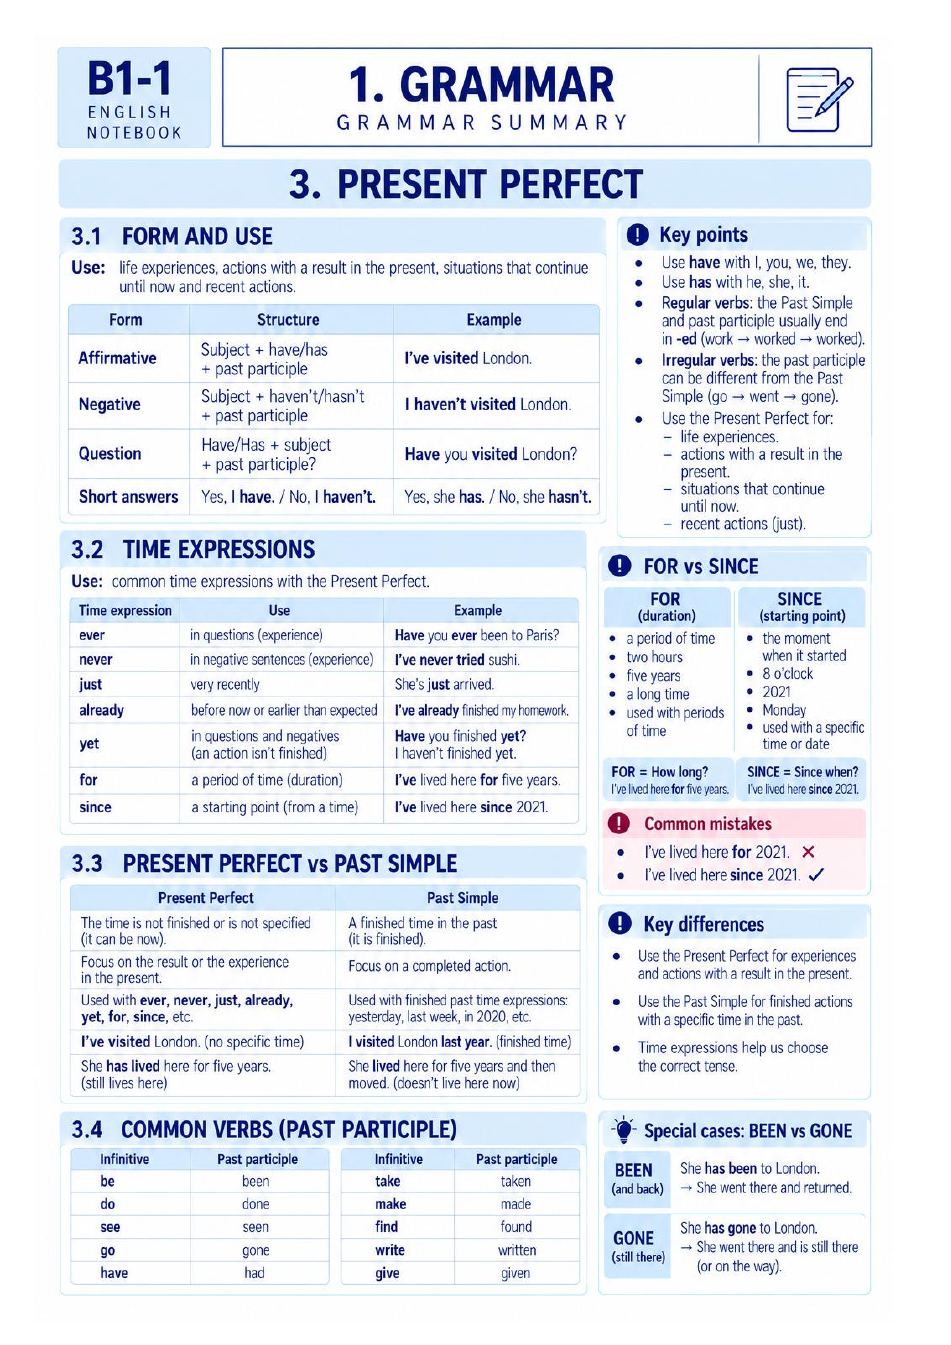 B1-1
ENGLISH
NOTEBOOK
1. GRAMMAR
GRAMMAR SUMMARY
3. PRESENT PERFECT
3.1 FORM AND USE
Use: life experiences, actions with a result in the present, situations that continue
until now and recent actions.
Form Structure Example
Affirmative Subject + have/has
+ past participle I've visited London.
Negative Subject + haven't/hasn't
+ past participle I haven't visited London.
Question Have/Has + subject
+ past participle? Have you visited London?
Short answers Yes, I have. / No, I haven't. Yes, she has. / No, she hasn't.
Key points
• Use have with I, you, we, they.
• Use has with he, she, it.
• Regular verbs: the Past Simple
and past participle usually end
in -ed (work → worked → worked).
• Irregular verbs: the past participle
can be different from the Past
Simple (go → went → gone).
• Use the Present Perfect for:
– life experiences.
– actions with a result in the
present.
– situations that continue
until now.
– recent actions (just).
3.2 TIME EXPRESSIONS
Use: common time expressions with the Present Perfect.
Time expression Use Example
ever in questions (experience) Have you ever been to Paris?
never in negative sentences (experience) I've never tried sushi.
just very recently She's just arrived.
already before now or earlier than expected I've already finished my homework.
yet in questions and negatives
(an action isn't finished) Have you finished yet?
I haven't finished yet.
for a period of time (duration) I've lived here for five years.
since a starting point (from a time) I've lived here since 2021.
FOR vs SINCE
FOR
(duration)
• a period of time
• two hours
• five years
• a long time
• used with periods
of time
SINCE
(starting point)
• the moment
when it started
• 8 o'clock
• 2021
• Monday
• used with a specific
time or date
FOR = How long?
I've lived here for five years.
SINCE = Since when?
I've lived here since 2021.
Common mistakes
• I've lived here for 2021. ✗
• I've lived here since 2021. ✓
3.3 PRESENT PERFECT vs PAST SIMPLE
Present Perfect Past Simple
The time is not finished or is not specified
(it can be now). A finished time in the past
(it is finished).
Focus on the result or the experience
in the present. Focus on a completed action.
Used with ever, never, just, already,
yet, for, since, etc. Used with finished past time expressions:
yesterday, last week, in 2020, etc.
I've visited London. (no specific time) I visited London last year. (finished time)
She has lived here for five years.
(still lives here) She lived here for five years and then
moved. (doesn't live here now)
Key differences
• Use the Present Perfect for experiences
and actions with a result in the present.
• Use the Past Simple for finished actions
with a specific time in the past.
• Time expressions help us choose
the correct tense.
3.4 COMMON VERBS (PAST PARTICIPLE)
Infinitive Past participle
be been
do done
see seen
go gone
have had
Infinitive Past participle
take taken
make made
find found
write written
give given
Special cases: BEEN vs GONE
BEEN
(and back)
She has been to London.
→ She went there and returned.
GONE
(still there)
She has gone to London.
→ She went there and is still there
(or on the way).